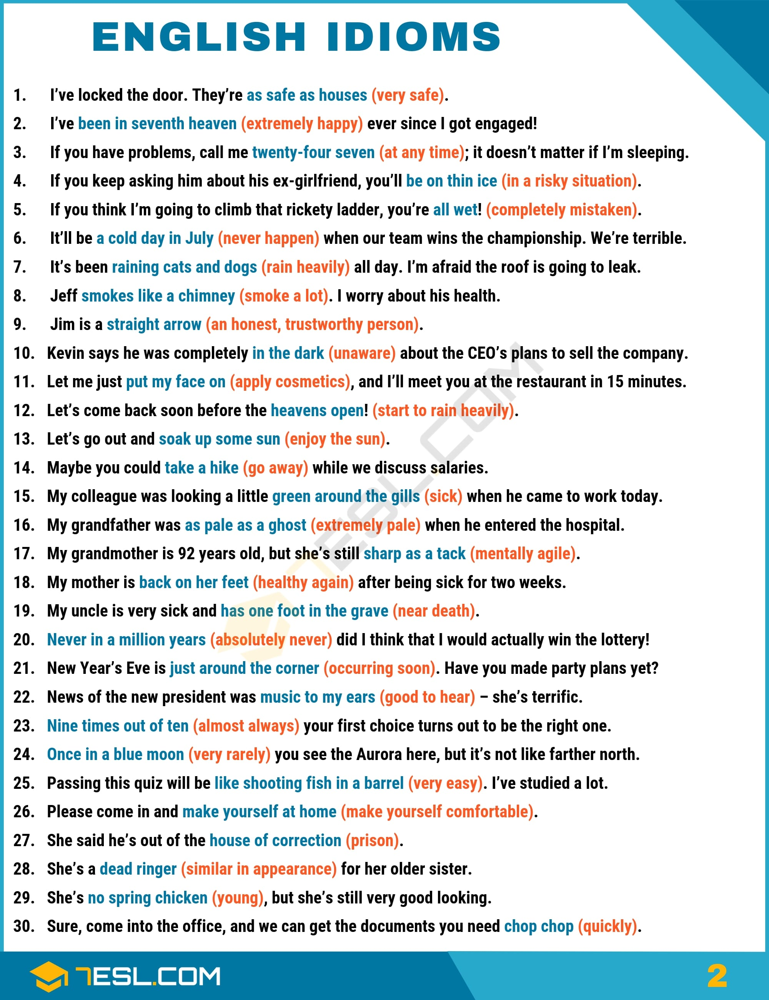 ENGLISH IDIOMS
1. I’ve locked the door. They’re as safe as houses (very safe).
2. I’ve been in seventh heaven (extremely happy) ever since I got engaged!
3. If you have problems, call me twenty-four seven (at any time); it doesn’t matter if I’m sleeping.
4. If you keep asking him about his ex-girlfriend, you’ll be on thin ice (in a risky situation).
5. If you think I’m going to climb that rickety ladder, you’re all wet! (completely mistaken).
6. It’ll be a cold day in July (never happen) when our team wins the championship. We’re terrible.
7. It’s been raining cats and dogs (rain heavily) all day. I’m afraid the roof is going to leak.
8. Jeff smokes like a chimney (smoke a lot). I worry about his health.
9. Jim is a straight arrow (an honest, trustworthy person).
10. Kevin says he was completely in the dark (unaware) about the CEO’s plans to sell the company.
11. Let me just put my face on (apply cosmetics), and I’ll meet you at the restaurant in 15 minutes.
12. Let’s come back soon before the heavens open! (start to rain heavily).
13. Let’s go out and soak up some sun (enjoy the sun).
14. Maybe you could take a hike (go away) while we discuss salaries.
15. My colleague was looking a little green around the gills (sick) when he came to work today.
16. My grandfather was as pale as a ghost (extremely pale) when he entered the hospital.
17. My grandmother is 92 years old, but she’s still sharp as a tack (mentally agile).
18. My mother is back on her feet (healthy again) after being sick for two weeks.
19. My uncle is very sick and has one foot in the grave (near death).
20. Never in a million years (absolutely never) did I think that I would actually win the lottery!
21. New Year’s Eve is just around the corner (occurring soon). Have you made party plans yet?
22. News of the new president was music to my ears (good to hear) – she’s terrific.
23. Nine times out of ten (almost always) your first choice turns out to be the right one.
24. Once in a blue moon (very rarely) you see the Aurora here, but it’s not like farther north.
25. Passing this quiz will be like shooting fish in a barrel (very easy). I’ve studied a lot.
26. Please come in and make yourself at home (make yourself comfortable).
27. She said he’s out of the house of correction (prison).
28. She’s a dead ringer (similar in appearance) for her older sister.
29. She’s no spring chicken (young), but she’s still very good looking.
30. Sure, come into the office, and we can get the documents you need chop chop (quickly).
7ESL.COM
7ESL.COM
2